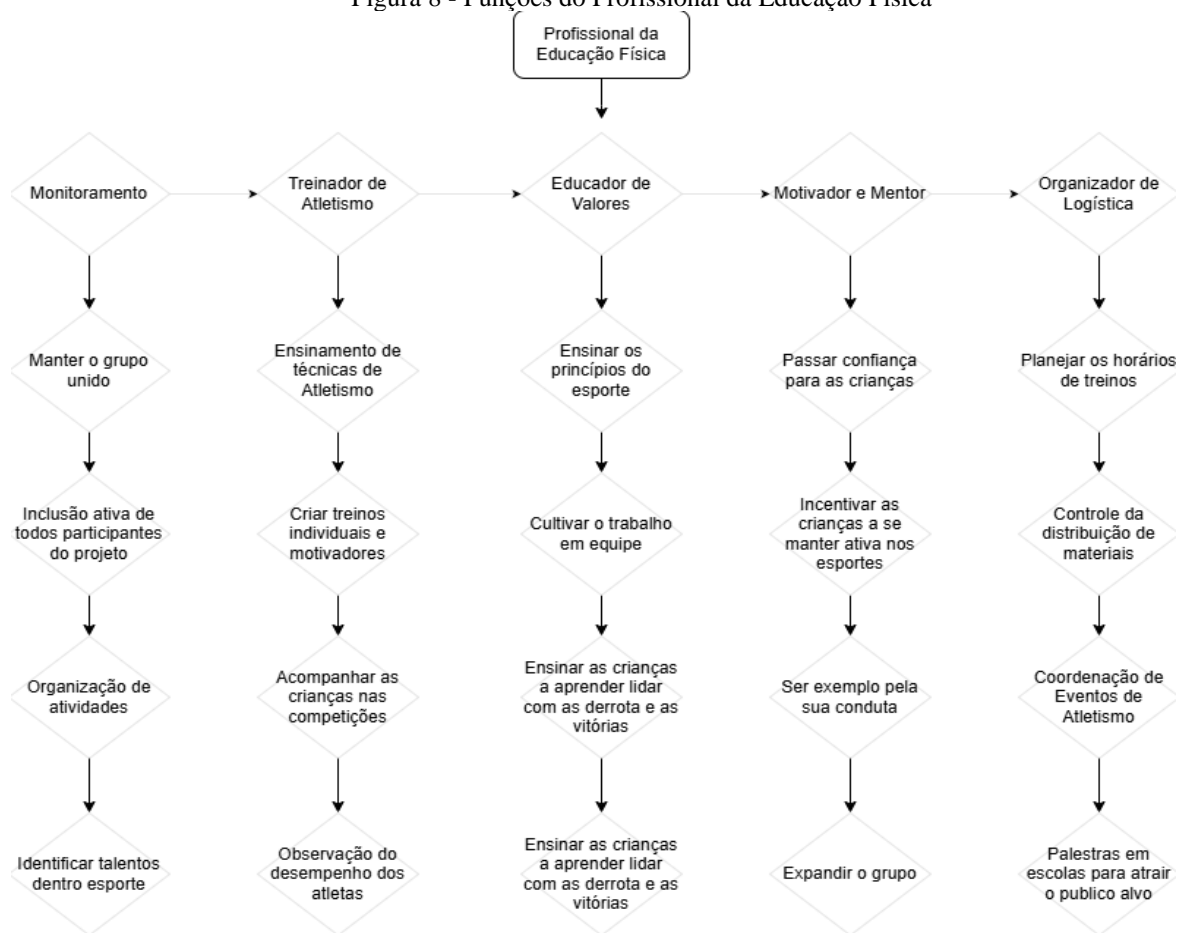 Figura 8 - Funções do Profissional da Educação Física
Profissional da
Educação Física
Monitoramento
Treinador de
Atletismo
Educador de
Valores
Motivador e Mentor
Organizador de
Logística
Manter o grupo
unido
Ensinamento de
técnicas de
Atletismo
Ensinar os
princípios do
esporte
Passar confiança
para as crianças
Planejar os horários
de treinos
Inclusão ativa de
todos participantes
do projeto
Criar treinos
individuais e
motivadores
Cultivar o trabalho
em equipe
Incentivar as
crianças a se
manter ativa nos
esportes
Controle da
distribuição de
materiais
Organização de
atividades
Acompanhar as
crianças nas
competições
Ensinar as crianças
a aprender lidar
com as derrota e as
vitórias
Ser exemplo pela
sua conduta
Coordenação de
Eventos de
Atletismo
Identificar talentos
dentro esporte
Observação do
desempenho dos
atletas
Ensinar as crianças
a aprender lidar
com as derrota e as
vitórias
Expandir o grupo
Palestras em
escolas para atrair
o publico alvo